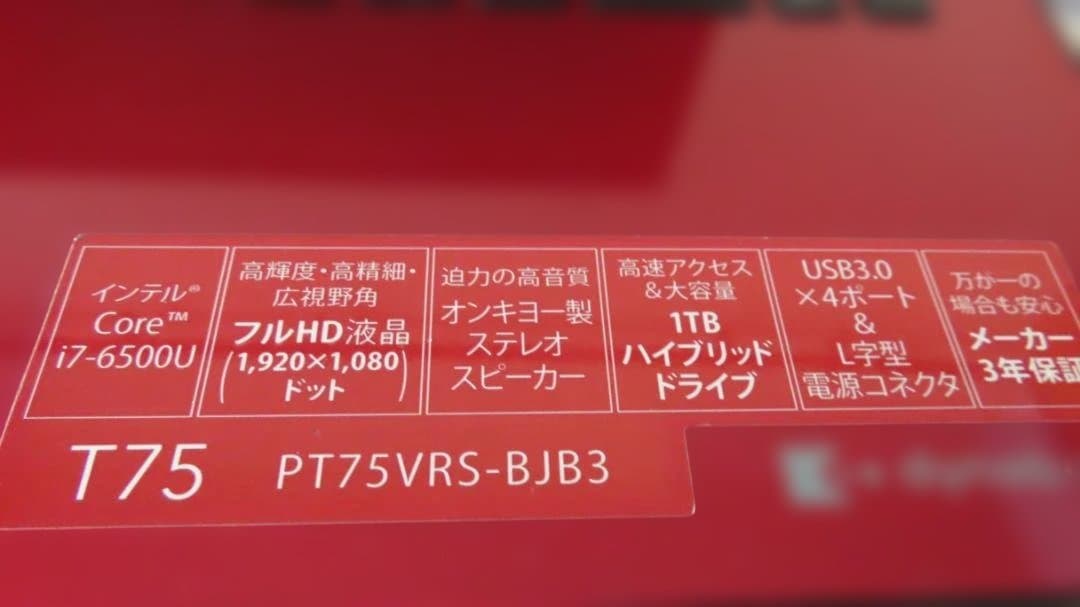 インテル®
Core™
i7-6500U
高輝度・高精細・
広視野角
フルHD液晶
(1,920×1,080)
ドット
迫力の高音質
オンキヨー製
ステレオ
スピーカー
高速アクセス
&大容量
1TB
ハイブリッド
ドライブ
USB3.0
×4ポート
&
L字型
電源コネクタ
万が一の
場合も安心
メーカー
3年保証
T75
PT75VRS-BJB3